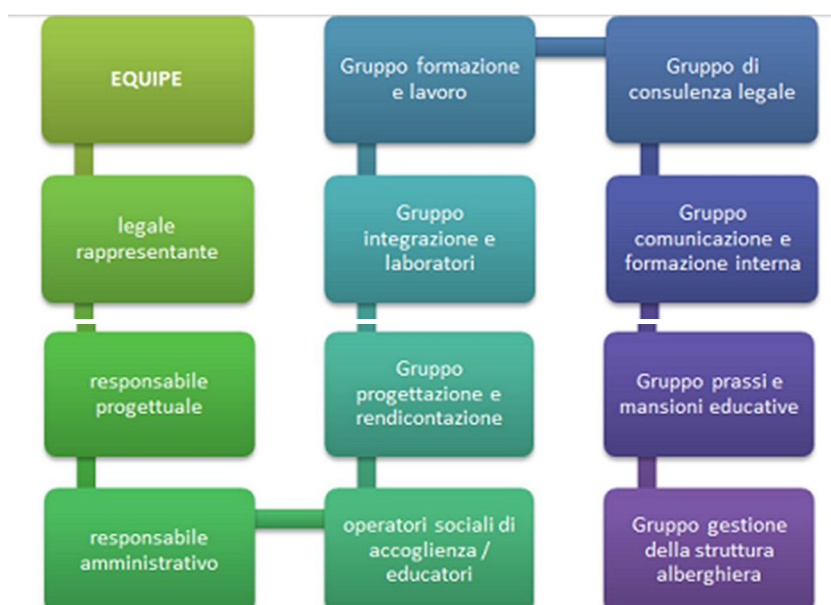 EQUIPE
legale
rappresentante
responsabile
progettuale
responsabile
amministrativo
operatori sociali di
accoglienza /
educatori
Gruppo
progettazione e
rendicontazione
Gruppo
integrazione e
laboratori
Gruppo formazione
e lavoro
Gruppo di
consulenza legale
Gruppo
comunicazione e
formazione interna
Gruppo prassi e
mansioni educative
Gruppo gestione
della struttura
alberghiera